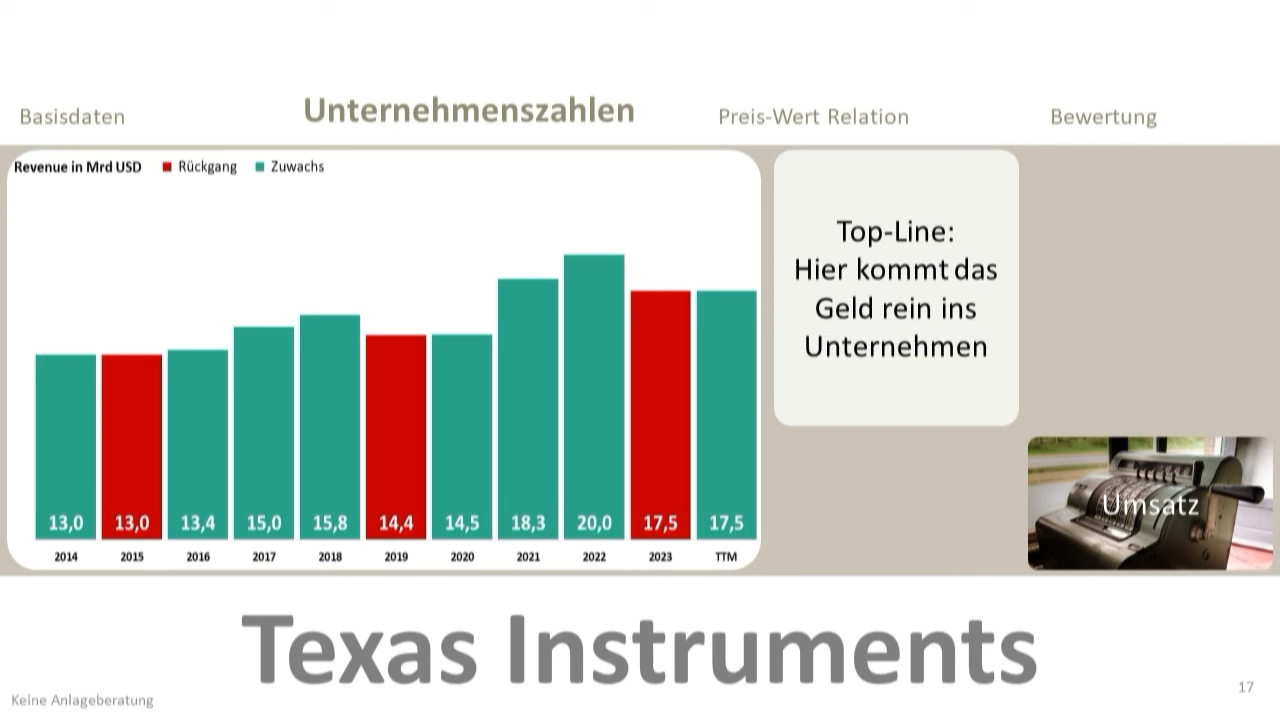 Basisdaten Unternehmenszahlen Preis-Wert Relation Bewertung
Revenue in Mrd USD Rückgang Zuwachs
13,0 13,0 13,4 15,0 15,8 14,4 14,5 18,3 20,0 17,5 17,5
2014 2015 2016 2017 2018 2019 2020 2021 2022 2023 TTM
Top-Line:
Hier kommt das
Geld rein ins
Unternehmen
Umsatz
Texas Instruments
Keine Anlageberatung
17